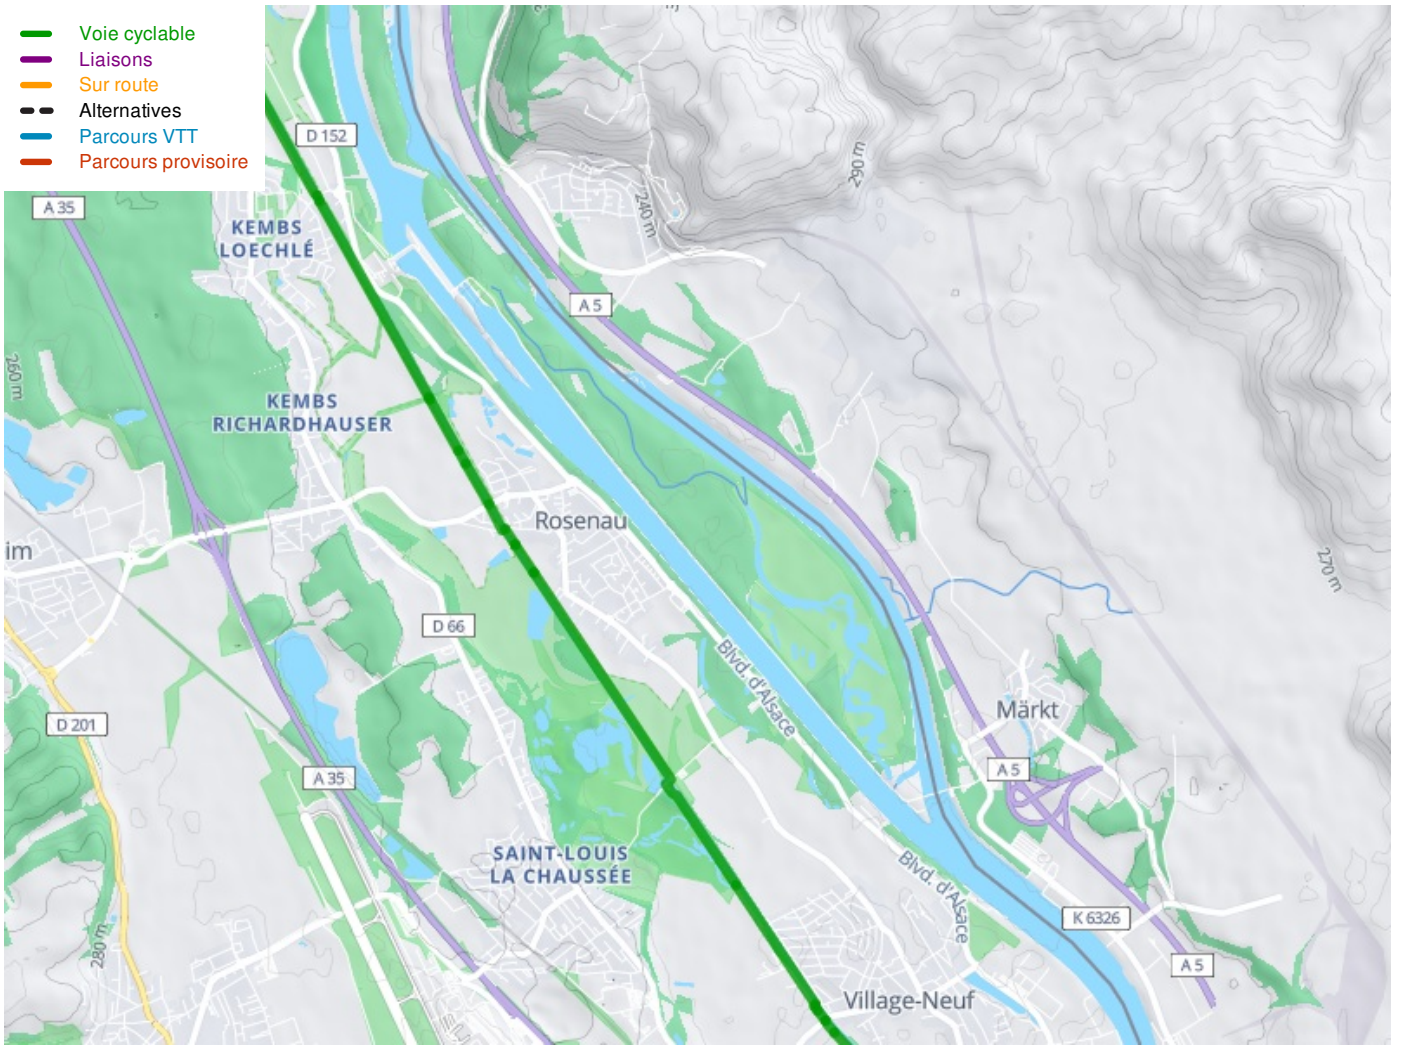 Voie cyclable
Liaisons
Sur route
Alternatives
Parcours VTT
Parcours provisoire
D 152
290 m
A 35
240 m
KEMBS
LOECHLÉ
A 5
260 m
KEMBS
RICHARDHAUSER
Rosenau
im
270 m
D 66
Blvd. d'Alsace
Märkt
D 201
A 5
A 35
SAINT-LOUIS
LA CHAUSSÉE
Blvd. d'Alsace
K 6326
280 m
A 5
Village-Neuf